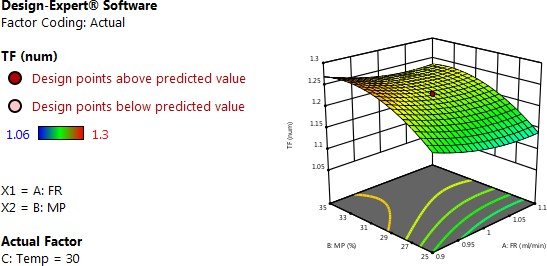 Design-Expert® Software
Factor Coding: Actual
TF (num)
Design points above predicted value
Design points below predicted value
1.06 1.3
X1 = A: FR
X2 = B: MP
Actual Factor
C: Temp = 30
1.3
1.25
1.2
1.15
1.1
1.05
TF (num)
35
33
31
29
27
25
B: MP (%)
0.9
0.95
1
1.05
1.1
A: FR (ml/min)